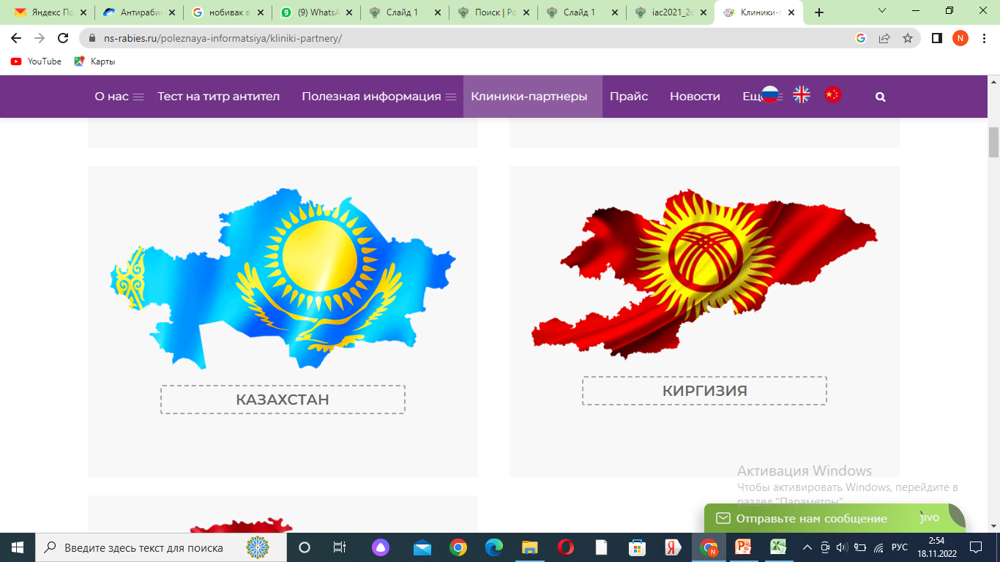 Яндекс По
Антирабич
нобивак в
(9) WhatsA
Слайд 1
Поиск | Ро
Слайд 1
iac2021_2c
Клиники-п
ns-rabies.ru/poleznaya-informatsiya/kliniki-partnery/
N
YouTube
Карты
О нас
Тест на титр антител
Полезная информация
Клиники-партнеры
Прайс
Новости
Ещ
КАЗАХСТАН
КИРГИЗИЯ
Активация Windows
Чтобы активировать Windows, перейдите в
раздел "Параметры".
Отправьте нам сообщение
jivo
Введите здесь текст для поиска
РУС
2:54
18.11.2022